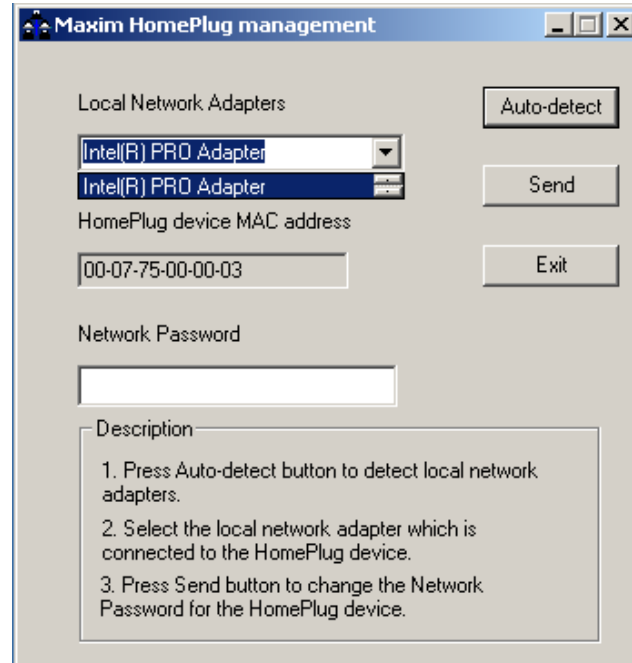 Maxim HomePlug management
Local Network Adapters
Auto-detect
Intel(R) PRO Adapter
Intel(R) PRO Adapter
Send
HomePlug device MAC address
00-07-75-00-00-03
Exit
Network Password
Description
1. Press Auto-detect button to detect local network
adapters.
2. Select the local network adapter which is
connected to the HomePlug device.
3. Press Send button to change the Network
Password for the HomePlug device.